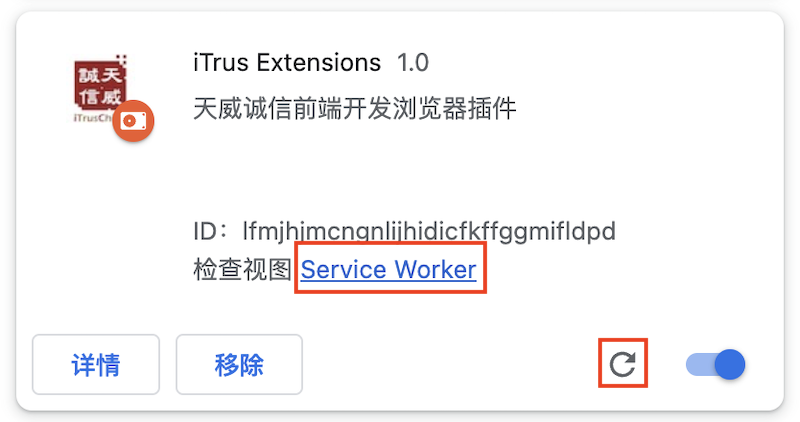 iTrus Extensions 1.0
誠天
信威
iTrusCh
天威诚信前端开发浏览器插件
ID：lfmjhjmcngnlijhidicfkffggmifldpd
检查视图 Service Worker
详情 移除